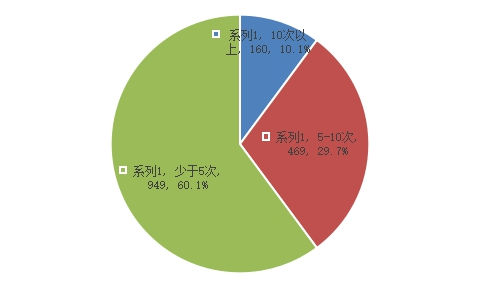 系列1, 10次以
上, 160, 10.1%
系列1, 5-10次,
469, 29.7%
系列1, 少于5次,
949, 60.1%